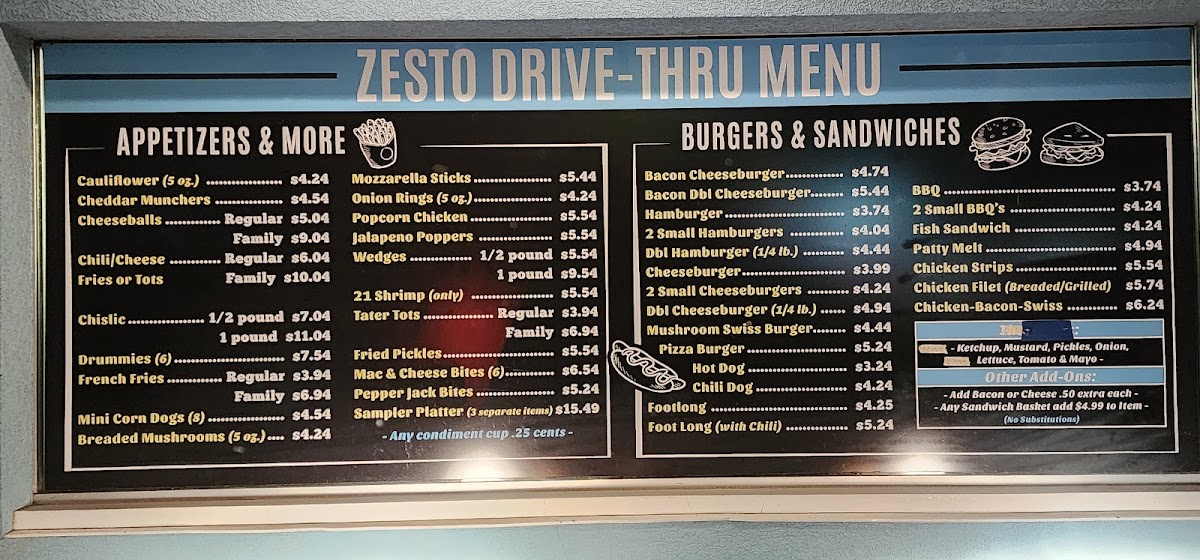 ZESTO DRIVE-THRU MENU
APPETIZERS & MORE
Cauliflower (5 oz.) ................ $4.24
Cheddar Munchers ................ $4.54
Cheeseballs ............ Regular $5.04
Family $9.04
Chili/Cheese ........... Regular $6.04
Fries or Tots Family $10.04
Chislic ................ 1/2 pound $7.04
1 pound $11.04
Drummies (6) ......................... $7.54
French Fries ............ Regular $3.94
Family $6.94
Mini Corn Dogs (8) ................ $4.54
Breaded Mushrooms (5 oz.) .... $4.24
Mozzarella Sticks ................. $5.44
Onion Rings (5 oz.) ................. $4.24
Popcorn Chicken .................. $5.54
Jalapeno Poppers ................ $5.54
Wedges .............. 1/2 pound $5.54
1 pound $9.54
21 Shrimp (only) .................. $5.54
Tater Tots ................ Regular $3.94
Family $6.94
Fried Pickles ........................ $5.54
Mac & Cheese Bites (6) ......... $6.54
Pepper Jack Bites ................ $5.24
Sampler Platter (3 separate items) $15.49
- Any condiment cup .25 cents -
BURGERS & SANDWICHES
Bacon Cheeseburger ............. $4.74
Bacon Dbl Cheeseburger ....... $5.44
Hamburger ........................... $3.74
2 Small Hamburgers ............. $4.04
Dbl Hamburger (1/4 lb.) .......... $4.44
Cheeseburger ....................... $3.99
2 Small Cheeseburgers .......... $4.24
Dbl Cheeseburger (1/4 lb.) ...... $4.94
Mushroom Swiss Burger ....... $4.44
Pizza Burger ...................... $5.24
Hot Dog ......................... $3.24
Chili Dog ....................... $4.24
Footlong ............................. $4.25
Foot Long (with Chili) ............ $5.24
BBQ ...................................... $3.74
2 Small BBQ's ....................... $4.24
Fish Sandwich ...................... $4.24
Patty Melt ............................. $4.94
Chicken Strips ....................... $5.54
Chicken Filet (Breaded/Grilled) $5.74
Chicken-Bacon-Swiss ............. $6.24
- Ketchup, Mustard, Pickles, Onion,
Lettuce, Tomato & Mayo -
Other Add-Ons:
- Add Bacon or Cheese .50 extra each -
- Any Sandwich Basket add $4.99 to Item -
(No Substitutions)